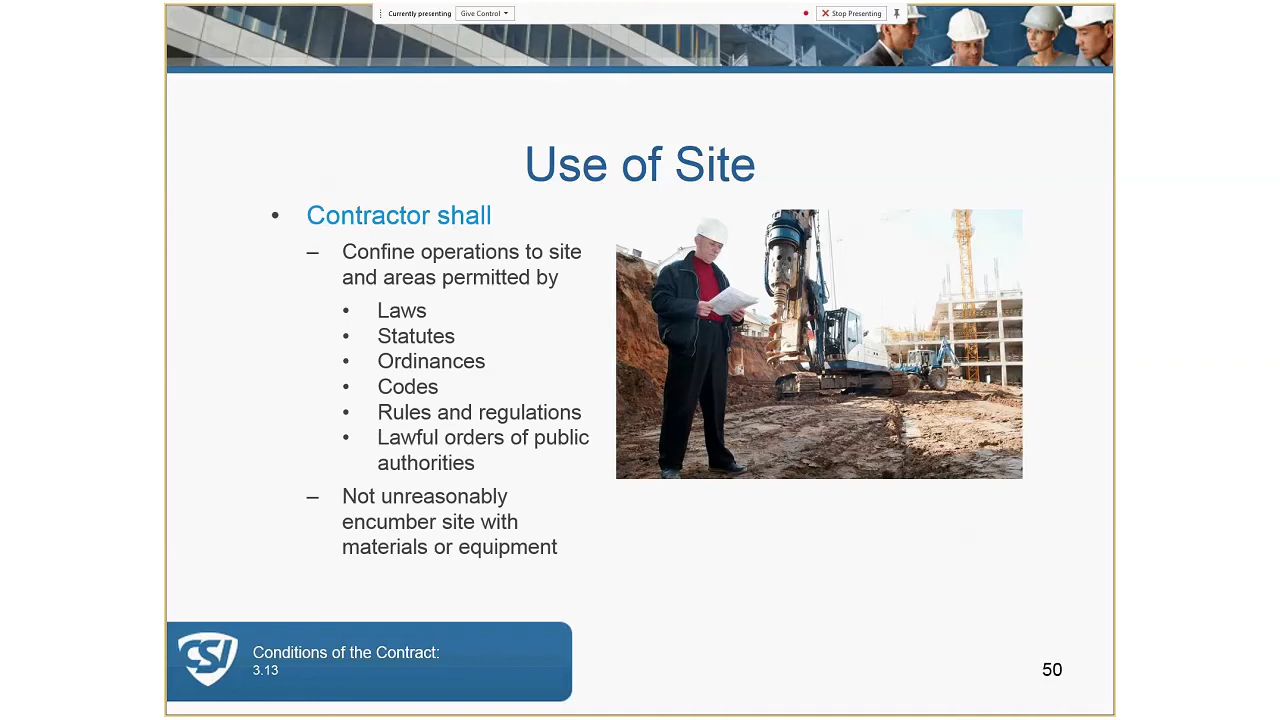 Currently presenting Give Control Stop Presenting
Use of Site
• Contractor shall
– Confine operations to site
and areas permitted by
• Laws
• Statutes
• Ordinances
• Codes
• Rules and regulations
• Lawful orders of public
authorities
– Not unreasonably
encumber site with
materials or equipment
CSI
Conditions of the Contract:
3.13
50